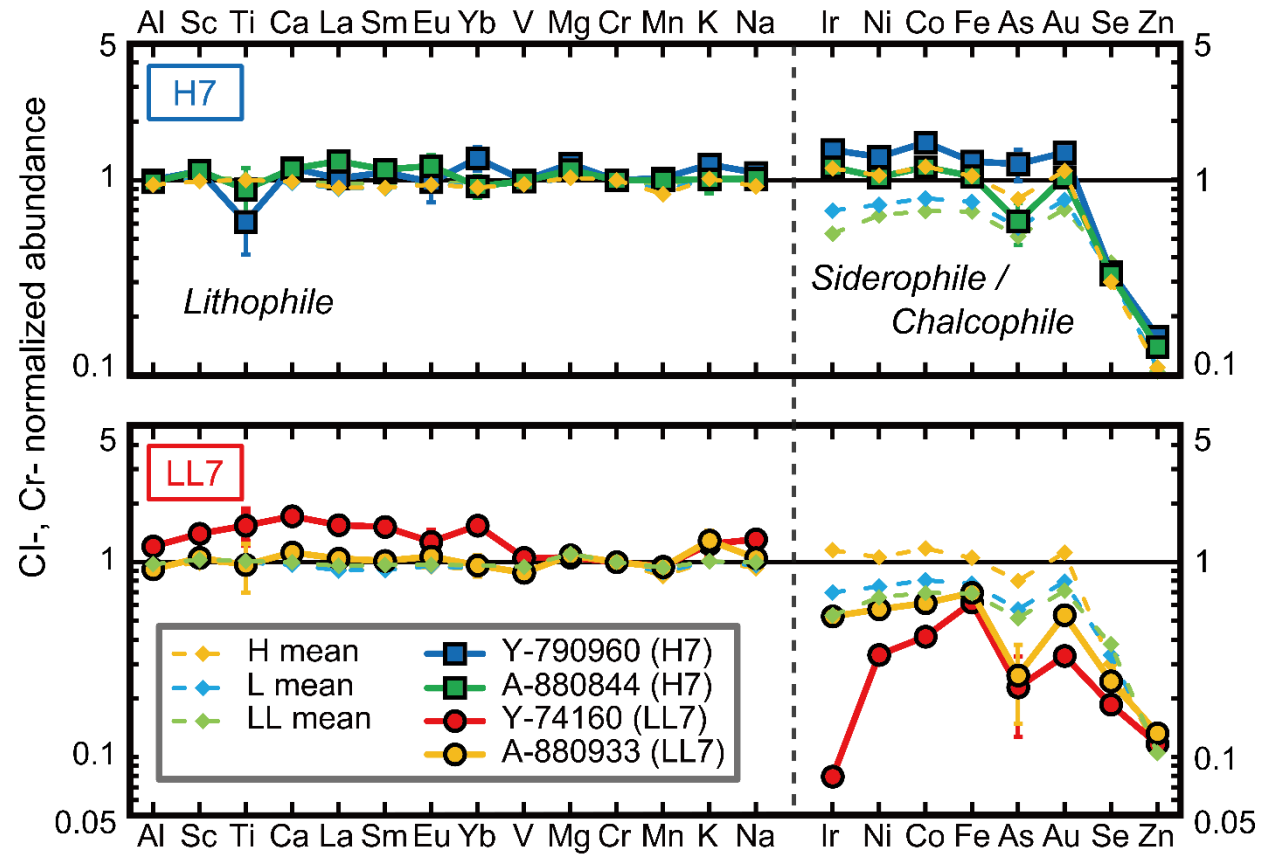 Al Sc Ti Ca La Sm Eu Yb V Mg Cr Mn K Na Ir Ni Co Fe As Au Se Zn
5 5
H7
1 1
Lithophile
Siderophile /
Chalcophile
0.1 0.1
CI-, Cr- normalized abundance
5 5
LL7
1 1
H mean Y-790960 (H7)
L mean A-880844 (H7)
LL mean Y-74160 (LL7)
A-880933 (LL7)
0.1 0.1
0.05 0.05
Al Sc Ti Ca La Sm Eu Yb V Mg Cr Mn K Na Ir Ni Co Fe As Au Se Zn